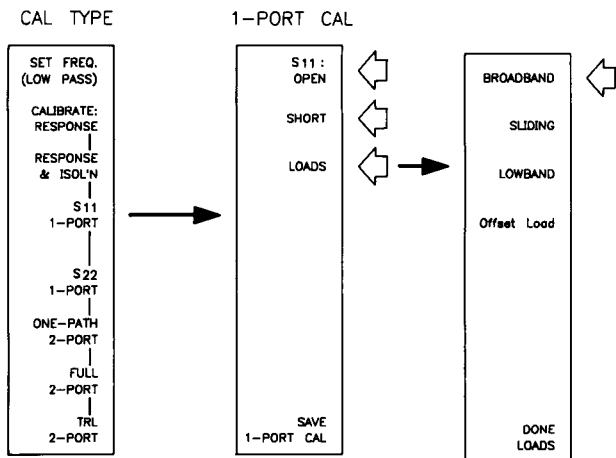 CAL TYPE
SET FREQ.
(LOW PASS)
CALIBRATE:
RESPONSE
RESPONSE
& ISOL'N
S11
1-PORT
S22
1-PORT
ONE-PATH
2-PORT
FULL
2-PORT
TRL
2-PORT
1-PORT CAL
S11:
OPEN
SHORT
LOADS
SAVE
1-PORT CAL
BROADBAND
SLIDING
LOWBAND
Offset Load
DONE
LOADS